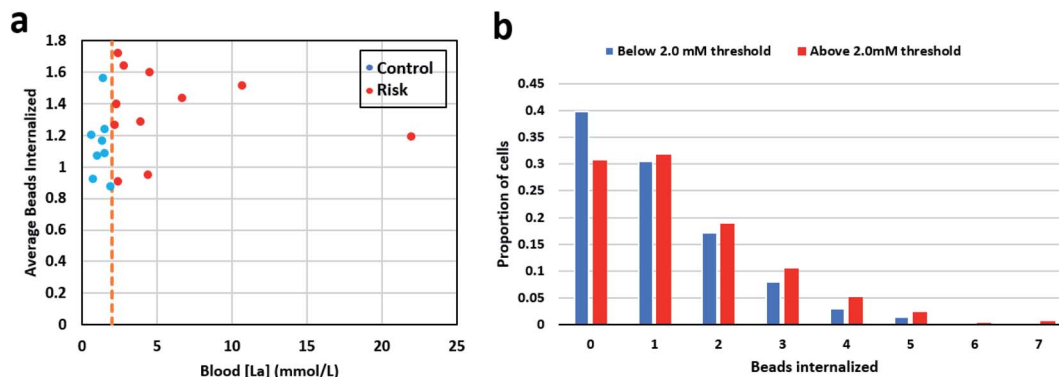 a
Average Beads Internalized
1.8
1.6
1.4
1.2
1
0.8
0.6
0.4
0.2
0
0 5 10 15 20 25
Blood [La] (mmol/L)
Control
Risk
b
Below 2.0 mM threshold Above 2.0mM threshold
Proportion of cells
0.45
0.4
0.35
0.3
0.25
0.2
0.15
0.1
0.05
0
0 1 2 3 4 5 6 7
Beads internalized